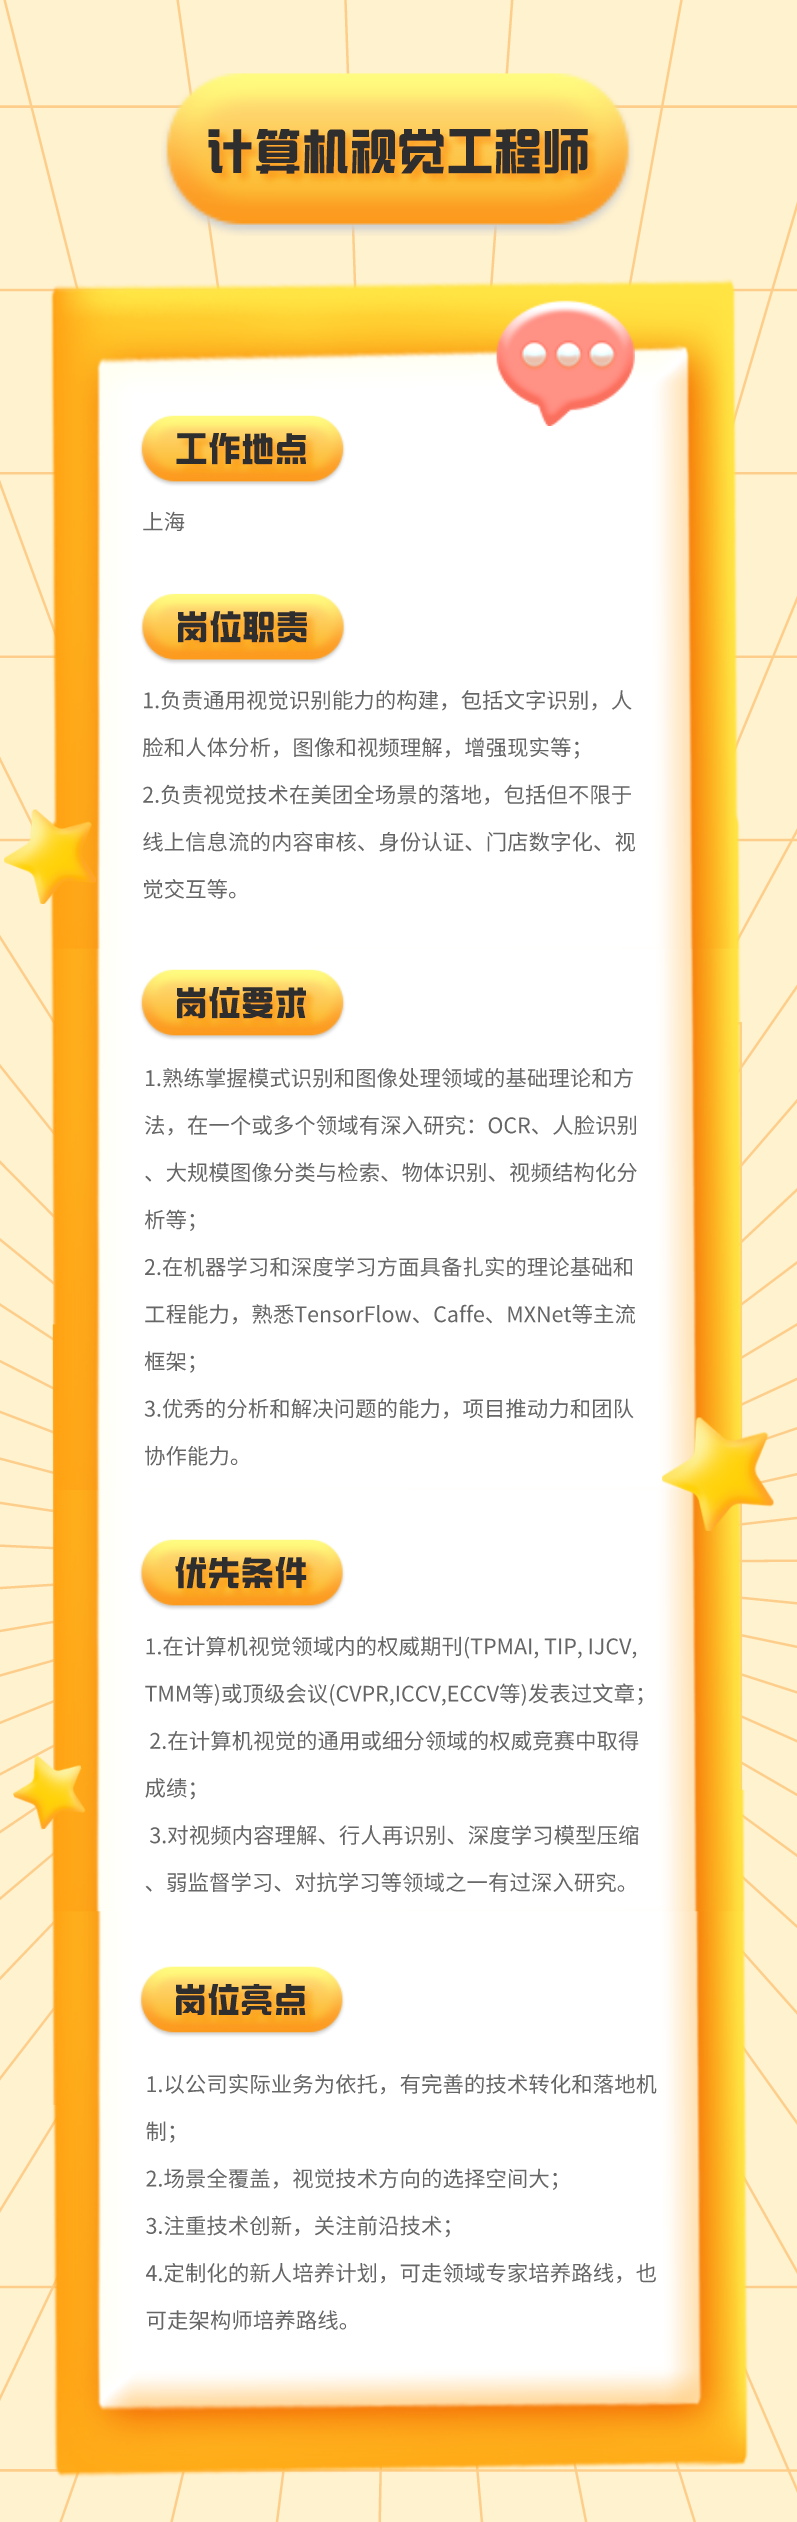 计算机视觉工程师
工作地点
上海
岗位职责
1.负责通用视觉识别能力的构建，包括文字识别，人
脸和人体分析，图像和视频理解，增强现实等；
2.负责视觉技术在美团全场景的落地，包括但不限于
线上信息流的内容审核、身份认证、门店数字化、视
觉交互等。
岗位要求
1.熟练掌握模式识别和图像处理领域的基础理论和方
法，在一个或多个领域有深入研究：OCR、人脸识别
、大规模图像分类与检索、物体识别、视频结构化分
析等；
2.在机器学习和深度学习方面具备扎实的理论基础和
工程能力，熟悉TensorFlow、Caffe、MXNet等主流
框架；
3.优秀的分析和解决问题的能力，项目推动力和团队
协作能力。
优先条件
1.在计算机视觉领域内的权威期刊(TPMAI, TIP, IJCV,
TMM等)或顶级会议(CVPR,ICCV,ECCV等)发表过文章；
2.在计算机视觉的通用或细分领域的权威竞赛中取得
成绩；
3.对视频内容理解、行人再识别、深度学习模型压缩
、弱监督学习、对抗学习等领域之一有过深入研究。
岗位亮点
1.以公司实际业务为依托，有完善的技术转化和落地机
制；
2.场景全覆盖，视觉技术方向的选择空间大；
3.注重技术创新，关注前沿技术；
4.定制化的新人培养计划，可走领域专家培养路线，也
可走架构师培养路线。